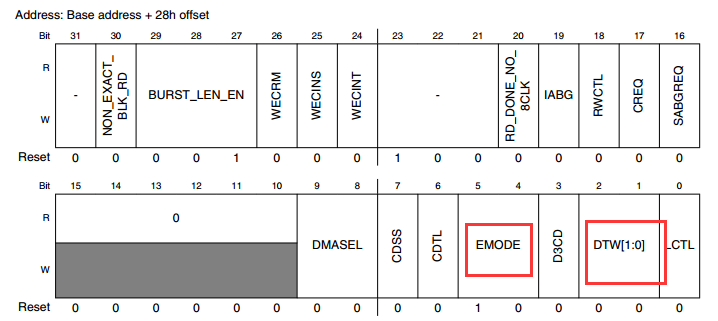 Address: Base address + 28h offset
Bit 31 30 29 28 27 26 25 24 23 22 21 20 19 18 17 16
R
W
-
NON_EXACT_
BLK_RD
BURST_LEN_EN
WECRM
WECINS
WECINT
-
RD_DONE_NO_
8CLK
IABG
RWCTL
CREQ
SABGREQ
Reset 0 0 0 0 1 0 0 0 1 0 0 0 0 0 0 0
Bit 15 14 13 12 11 10 9 8 7 6 5 4 3 2 1 0
R
W
0
DMASEL
CDSS
CDTL
EMODE
D3CD
DTW[1:0]
LCTL
Reset 0 0 0 0 0 0 0 0 0 0 1 0 0 0 0 0